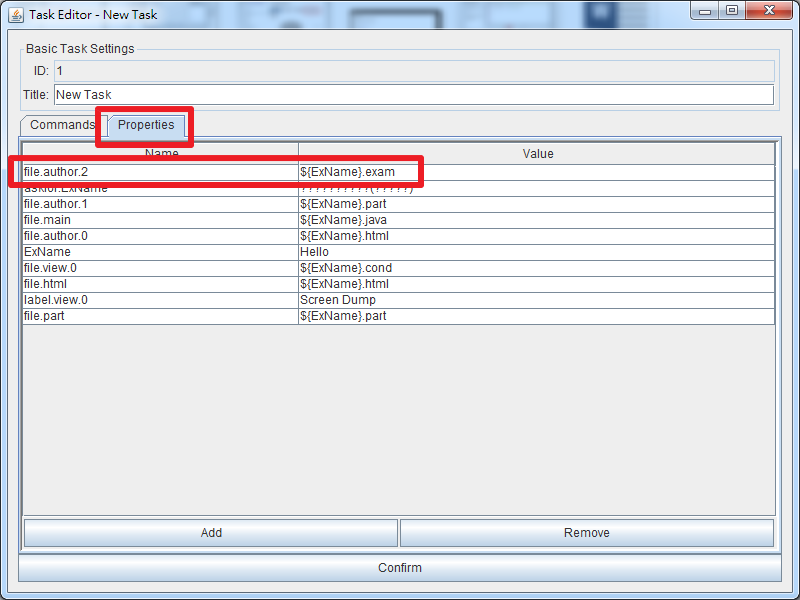 Task Editor - New Task
Basic Task Settings
ID: 1
Title: New Task
Commands Properties
Name Value
file.author.2 ${ExName}.exam
askfor.ExName ??????????(?????)
file.author.1 ${ExName}.part
file.main ${ExName}.java
file.author.0 ${ExName}.html
ExName Hello
file.view.0 ${ExName}.cond
file.html ${ExName}.html
label.view.0 Screen Dump
file.part ${ExName}.part
Add Remove
Confirm